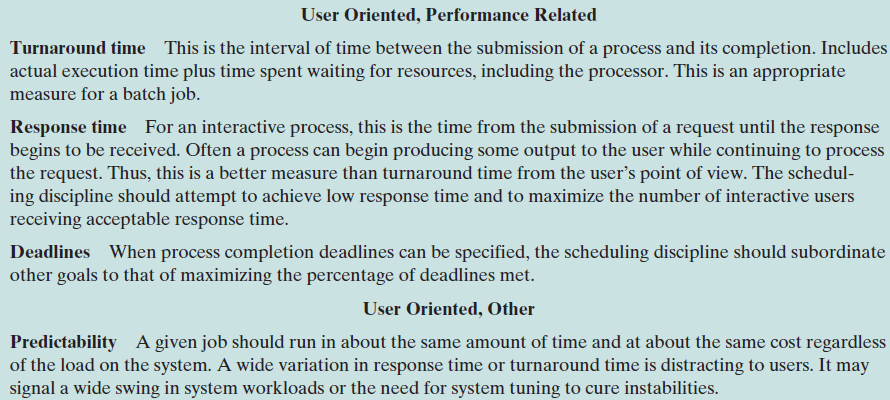 User Oriented, Performance Related
Turnaround time This is the interval of time between the submission of a process and its completion. Includes
actual execution time plus time spent waiting for resources, including the processor. This is an appropriate
measure for a batch job.
Response time For an interactive process, this is the time from the submission of a request until the response
begins to be received. Often a process can begin producing some output to the user while continuing to process
the request. Thus, this is a better measure than turnaround time from the user’s point of view. The schedul-
ing discipline should attempt to achieve low response time and to maximize the number of interactive users
receiving acceptable response time.
Deadlines When process completion deadlines can be specified, the scheduling discipline should subordinate
other goals to that of maximizing the percentage of deadlines met.
User Oriented, Other
Predictability A given job should run in about the same amount of time and at about the same cost regardless
of the load on the system. A wide variation in response time or turnaround time is distracting to users. It may
signal a wide swing in system workloads or the need for system tuning to cure instabilities.